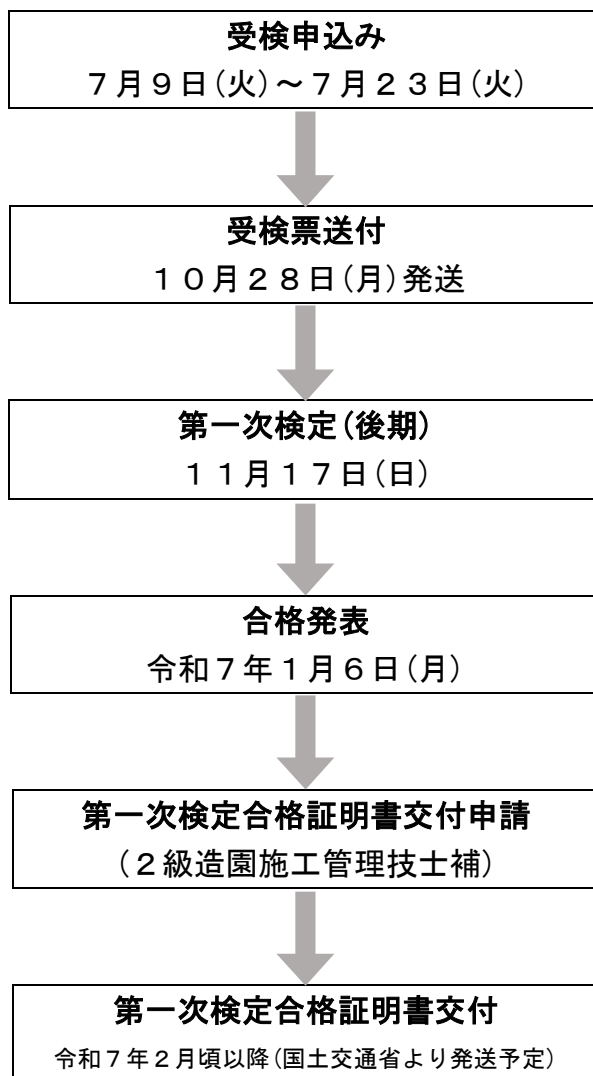 受検申込み
７月９日(火)～７月２３日(火)
受検票送付
１０月２８日(月)発送
第一次検定(後期)
１１月１７日(日)
合格発表
令和７年１月６日(月)
第一次検定合格証明書交付申請
(２級造園施工管理技士補)
第一次検定合格証明書交付
令和７年２月頃以降(国土交通省より発送予定)